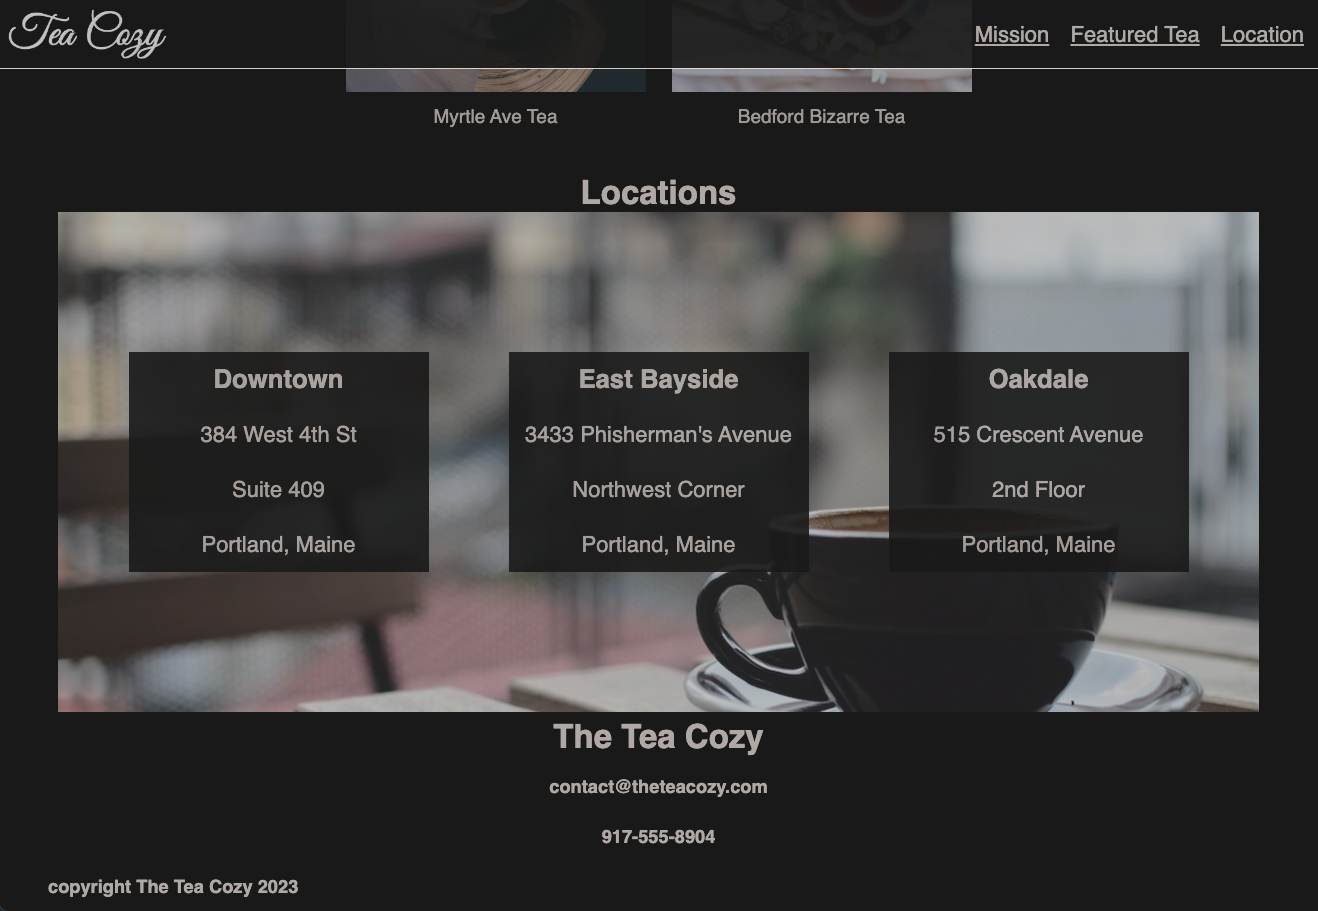 Tea Cozy
Mission Featured Tea Location
Myrtle Ave Tea
Bedford Bizarre Tea
Locations
Downtown
384 West 4th St
Suite 409
Portland, Maine
East Bayside
3433 Phisherman's Avenue
Northwest Corner
Portland, Maine
Oakdale
515 Crescent Avenue
2nd Floor
Portland, Maine
The Tea Cozy
contact@theteacozy.com
917-555-8904
copyright The Tea Cozy 2023